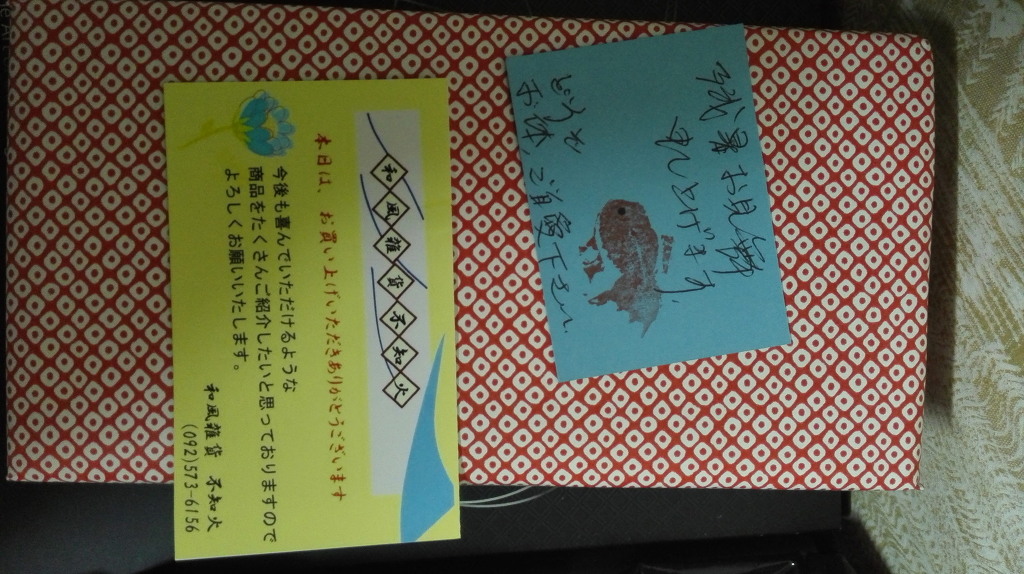 和風雑貨不知火
本日は、お買い上げいただきありがとうございます
今後も喜んでいただけるような
商品をたくさんご紹介したいと思っておりますので
よろしくお願いいたします。
和風雑貨 不知火
(092)573-6156
残暑お見舞
申し上げます。
どうぞ
お体、ご自愛下さい